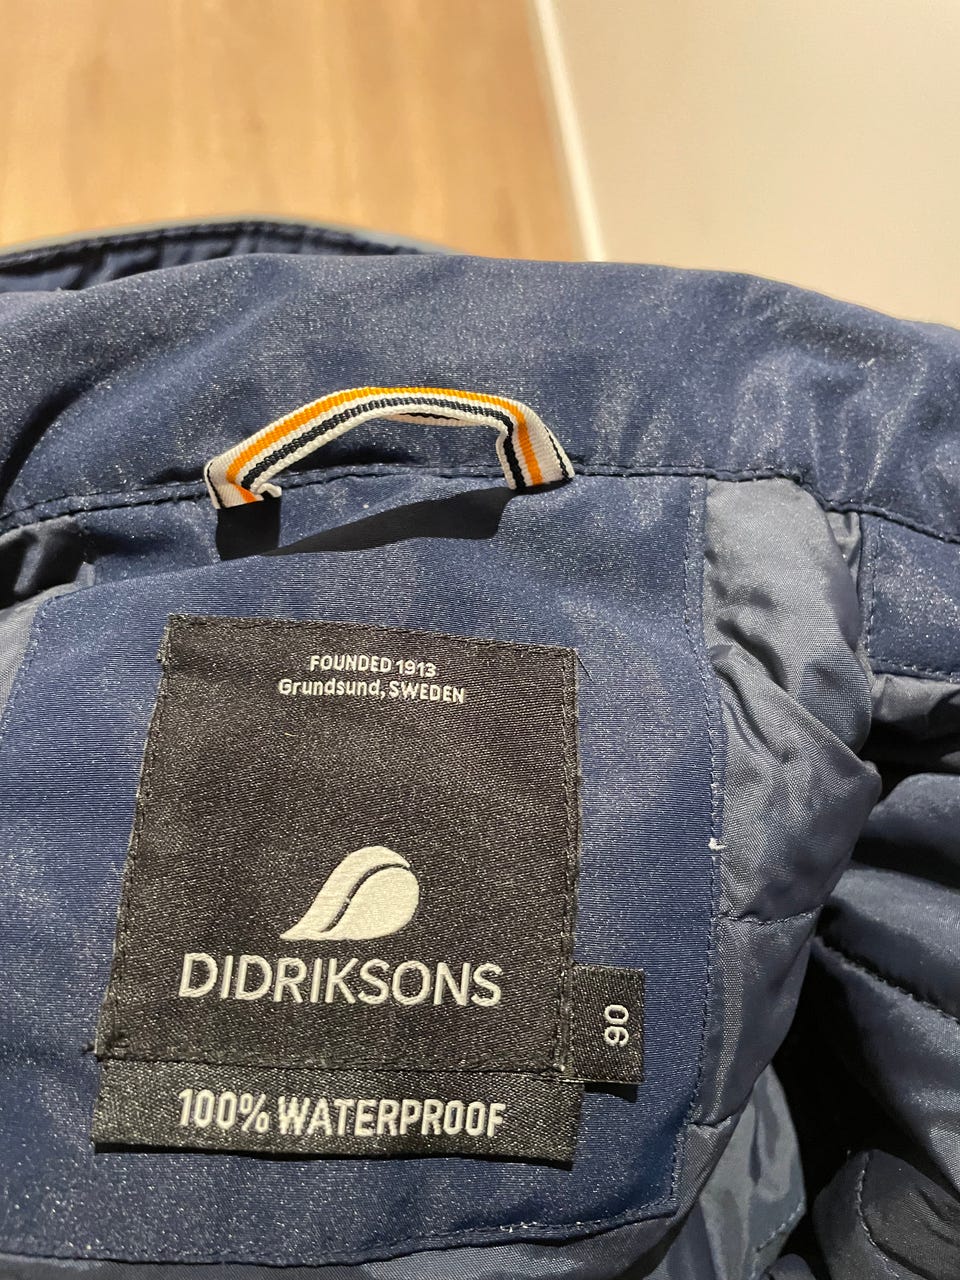 FOUNDED 1913
Grundsund, SWEDEN
DIDRIKSONS
90
100% WATERPROOF